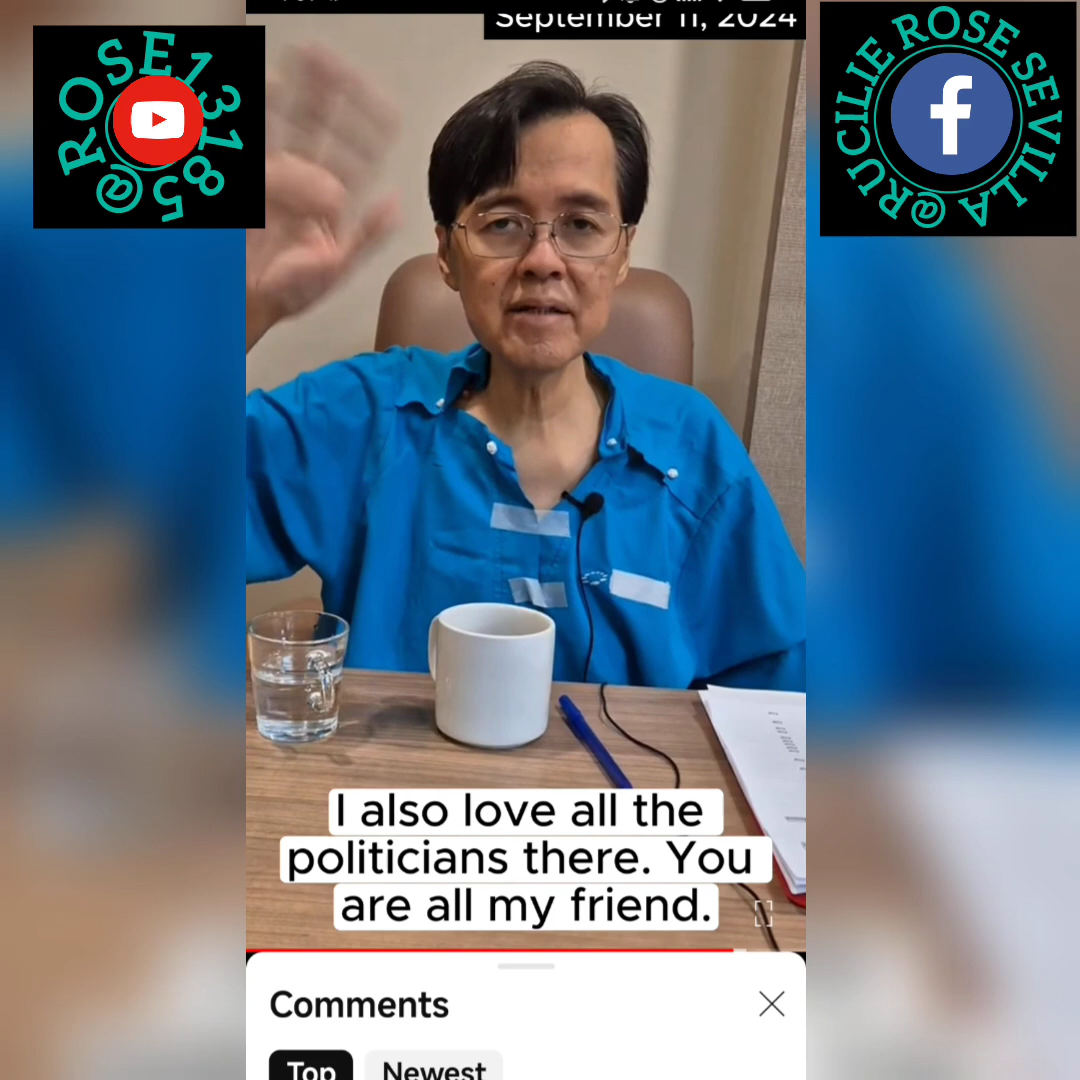 September 11, 2024
@ROSE13185
@RUCILIE ROSE SEVILLA
I also love all the
politicians there. You
are all my friend.
Comments
Top
Newest